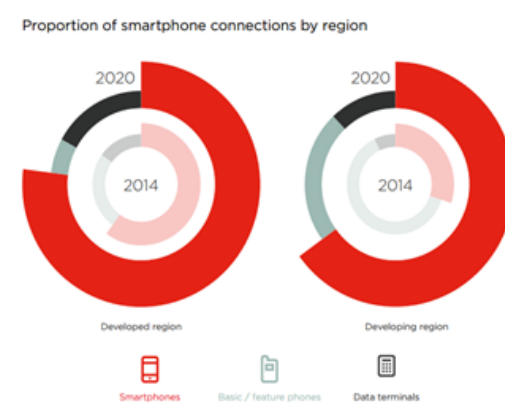 Proportion of smartphone connections by region
2020
2014
2020
2014
Developed region
Developing region
Smartphones
Basic / feature phones
Data terminals